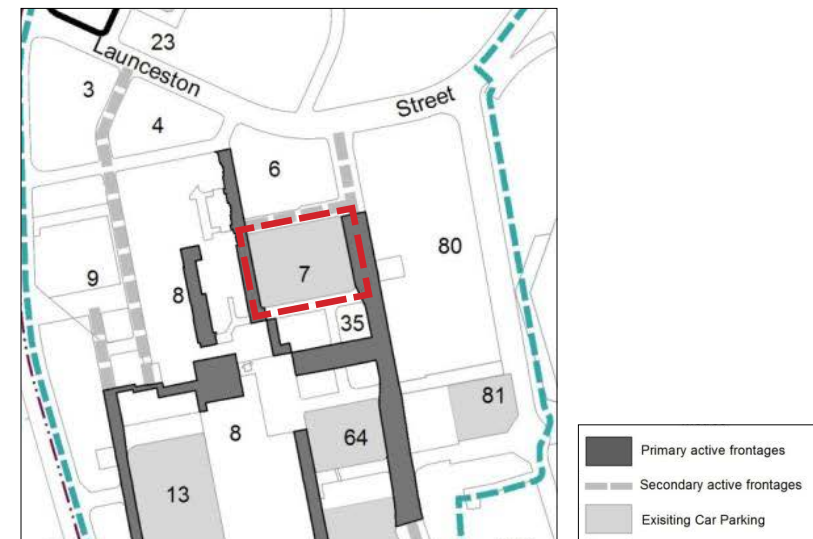 23
Launceston
3
4
Street
6
80
7
9
8
35
81
8
64
13
Primary active frontages
Secondary active frontages
Exisiting Car Parking